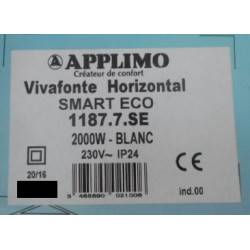 APPLIMO
Créateur de confort
Vivafonte Horizontal
SMART ECO
1187.7.SE
2000W - BLANC
230V~ IP24
20/16
ind.00